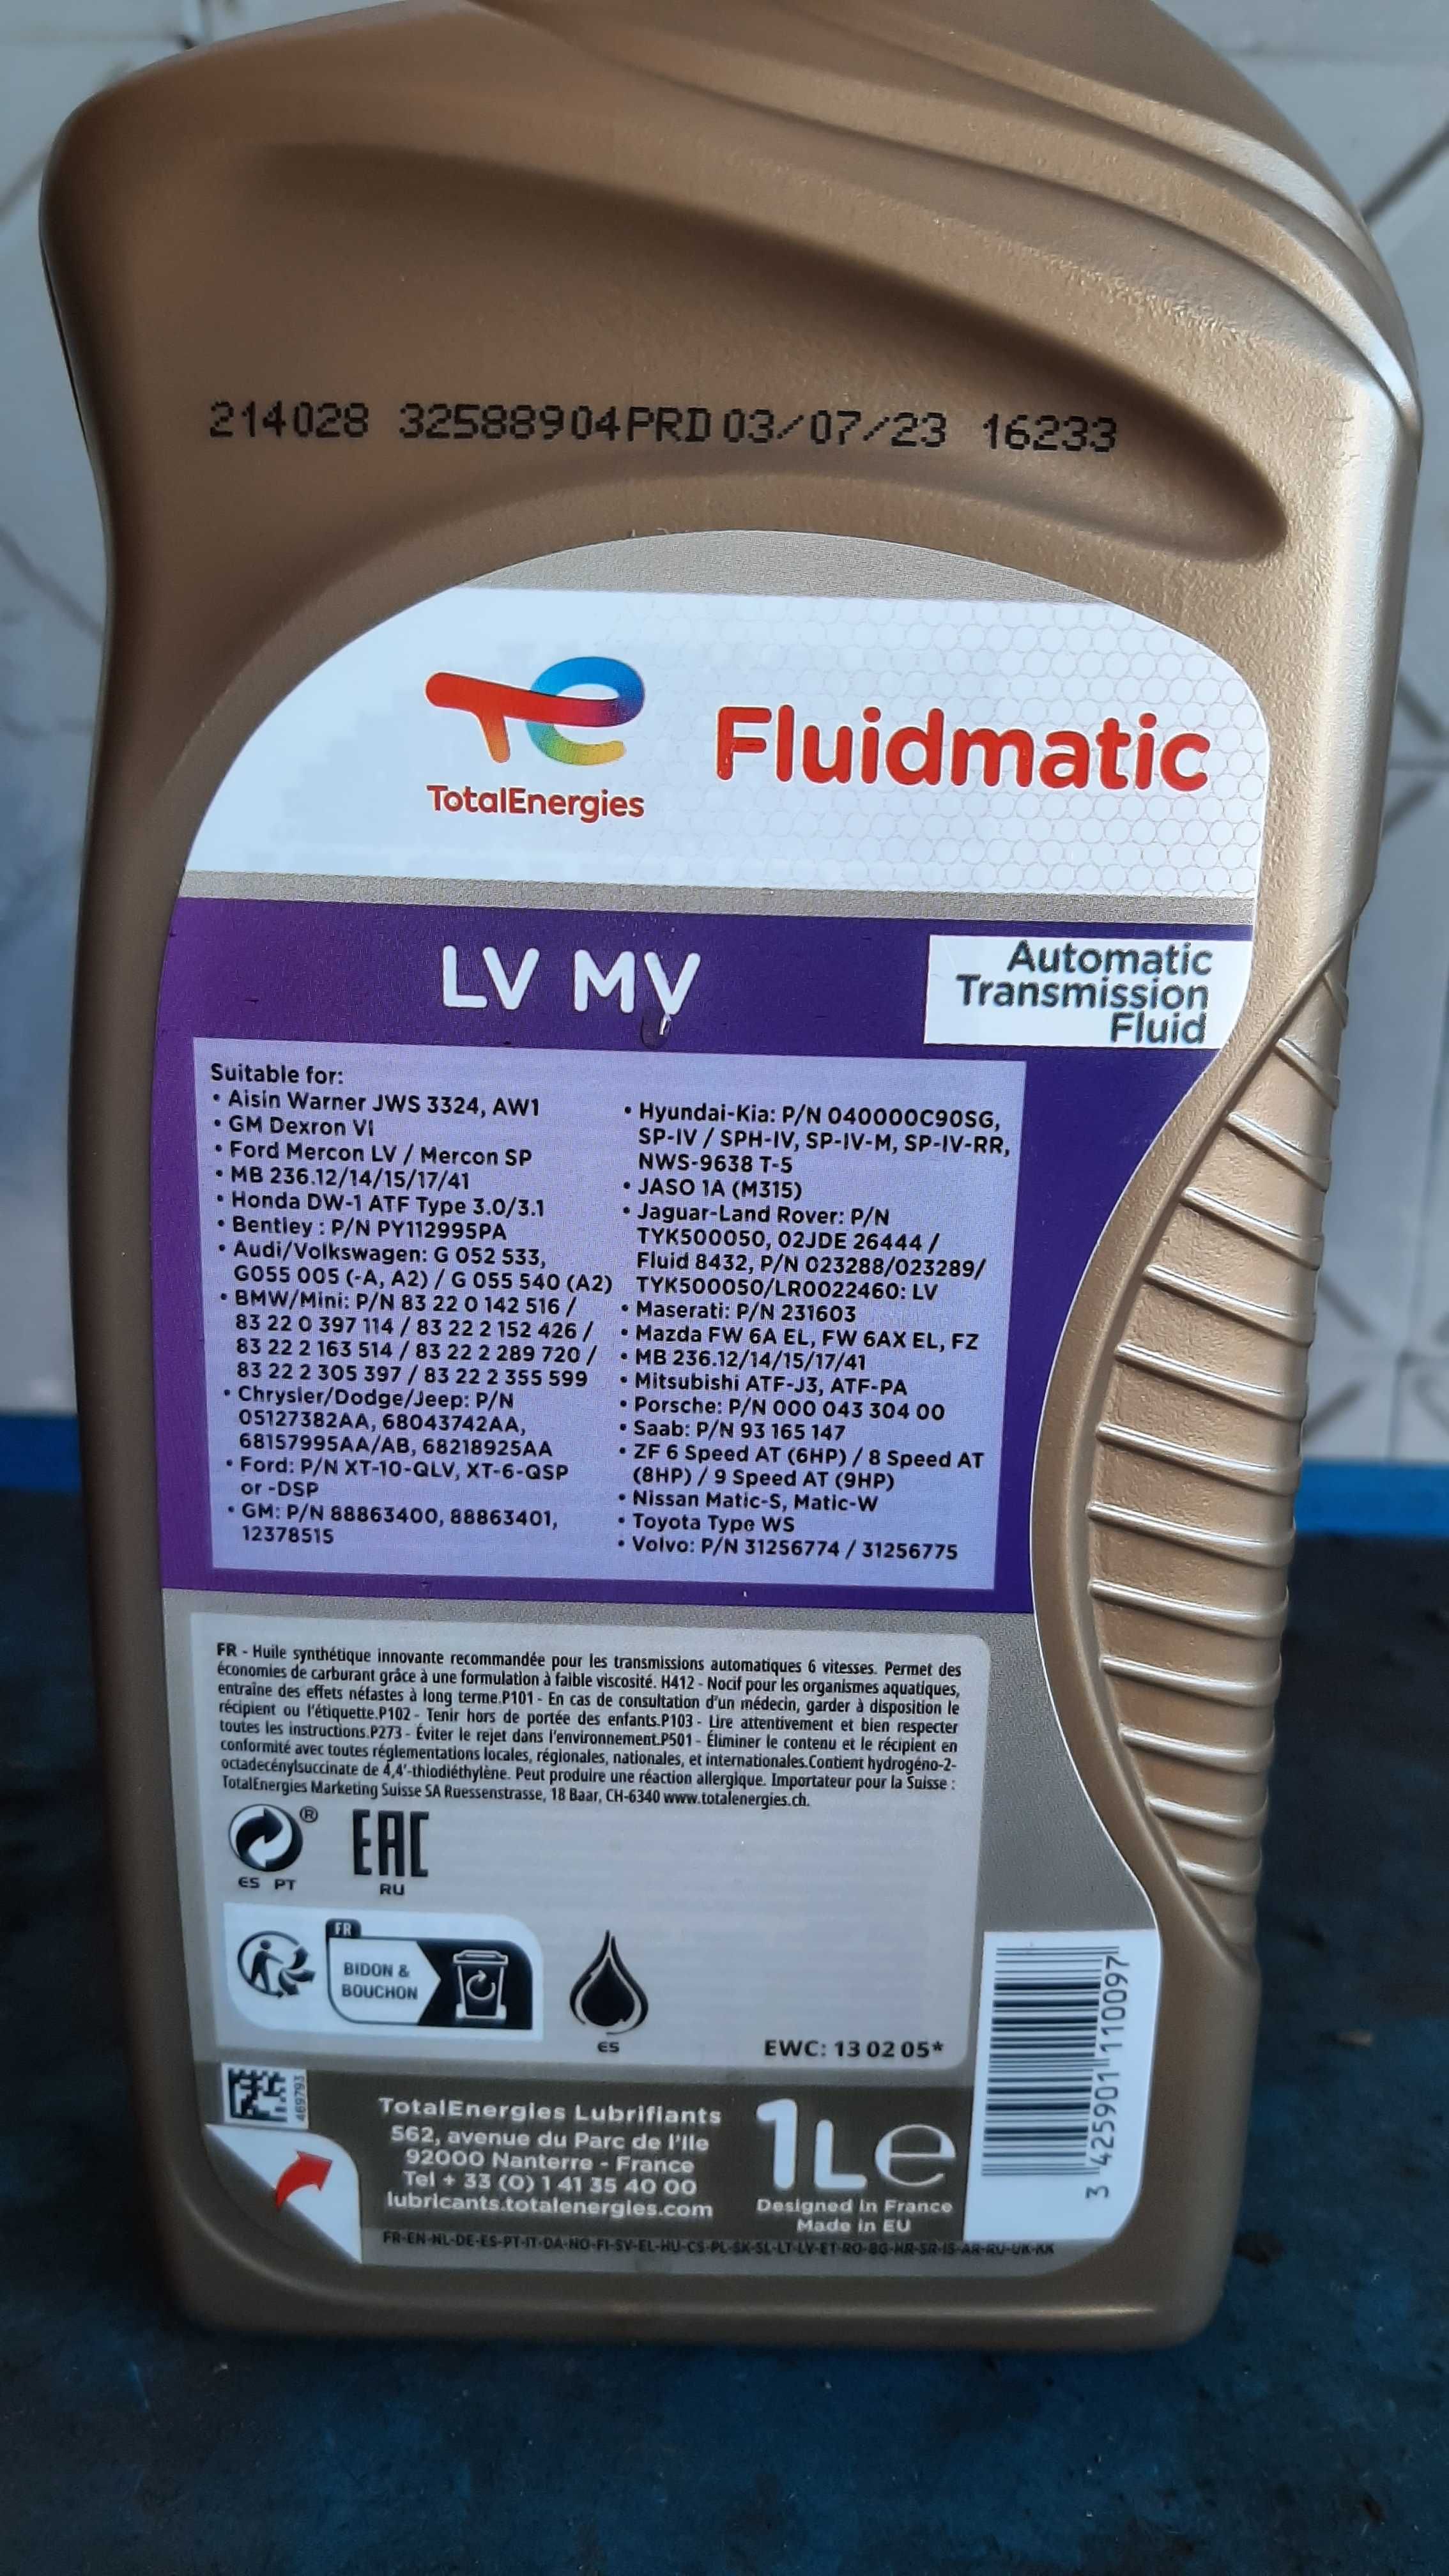 214028 32588904PRD 03/07/23 16233
TotalEnergies
Fluidmatic
LV MV
Automatic
Transmission
Fluid
Suitable for:
• Aisin Warner JWS 3324, AW1
• GM Dexron VI
• Ford Mercon LV / Mercon SP
• MB 236.12/14/15/17/41
• Honda DW-1 ATF Type 3.0/3.1
• Bentley : P/N PY112995PA
• Audi/Volkswagen: G 052 533,
G055 005 (-A, A2) / G 055 540 (A2)
• BMW/Mini: P/N 83 22 0 142 516 /
83 22 0 397 114 / 83 22 2 152 426 /
83 22 2 163 514 / 83 22 2 289 720 /
83 22 2 305 397 / 83 22 2 355 599
• Chrysler/Dodge/Jeep: P/N
05127382AA, 68043742AA,
68157995AA/AB, 68218925AA
• Ford: P/N XT-10-QLV, XT-6-QSP
or -DSP
• GM: P/N 88863400, 88863401,
12378515
• Hyundai-Kia: P/N 040000C90SG,
SP-IV / SPH-IV, SP-IV-M, SP-IV-RR,
NWS-9638 T-5
• JASO 1A (M315)
• Jaguar-Land Rover: P/N
TYK500050, 02JDE 26444 /
Fluid 8432, P/N 023288/023289/
TYK500050/LR0022460: LV
• Maserati: P/N 231603
• Mazda FW 6A EL, FW 6AX EL, FZ
• MB 236.12/14/15/17/41
• Mitsubishi ATF-J3, ATF-PA
• Porsche: P/N 000 043 304 00
• Saab: P/N 93 165 147
• ZF 6 Speed AT (6HP) / 8 Speed AT
(8HP) / 9 Speed AT (9HP)
• Nissan Matic-S, Matic-W
• Toyota Type WS
• Volvo: P/N 31256774 / 31256775
FR - Huile synthétique innovante recommandée pour les transmissions automatiques 6 vitesses. Permet des
économies de carburant grâce à une formulation à faible viscosité. H412 - Nocif pour les organismes aquatiques,
entraîne des effets néfastes à long terme.P101 - En cas de consultation d'un médecin, garder à disposition le
récipient ou l'étiquette.P102 - Tenir hors de portée des enfants.P103 - Lire attentivement et bien respecter
toutes les instructions.P273 - Éviter le rejet dans l'environnement.P501 - Éliminer le contenu et le récipient en
conformité avec toutes réglementations locales, régionales, nationales, et internationales.Contient hydrogéno-2-
octadecénylsuccinate de 4,4'-thiodiéthylène. Peut produire une réaction allergique. Importateur pour la Suisse :
TotalEnergies Marketing Suisse SA Ruessenstrasse, 18 Baar, CH-6340 www.totalenergies.ch.
®
ES PT
EAC
RU
FR
BIDON &
BOUCHON
ES
EWC: 13 02 05*
469793
TotalEnergies Lubrifiants
562, avenue du Parc de l'Ile
92000 Nanterre - France
Tel + 33 (0) 1 41 35 40 00
lubricants.totalenergies.com
1L e
Designed in France
Made in EU
3 425901 110097
FR-EN-NL-DE-ES-PT-IT-DA-NO-FI-SV-EL-HU-CS-PL-SK-SL-LT-LV-ET-RO-BG-HR-SR-IS-AR-RU-UK-KK